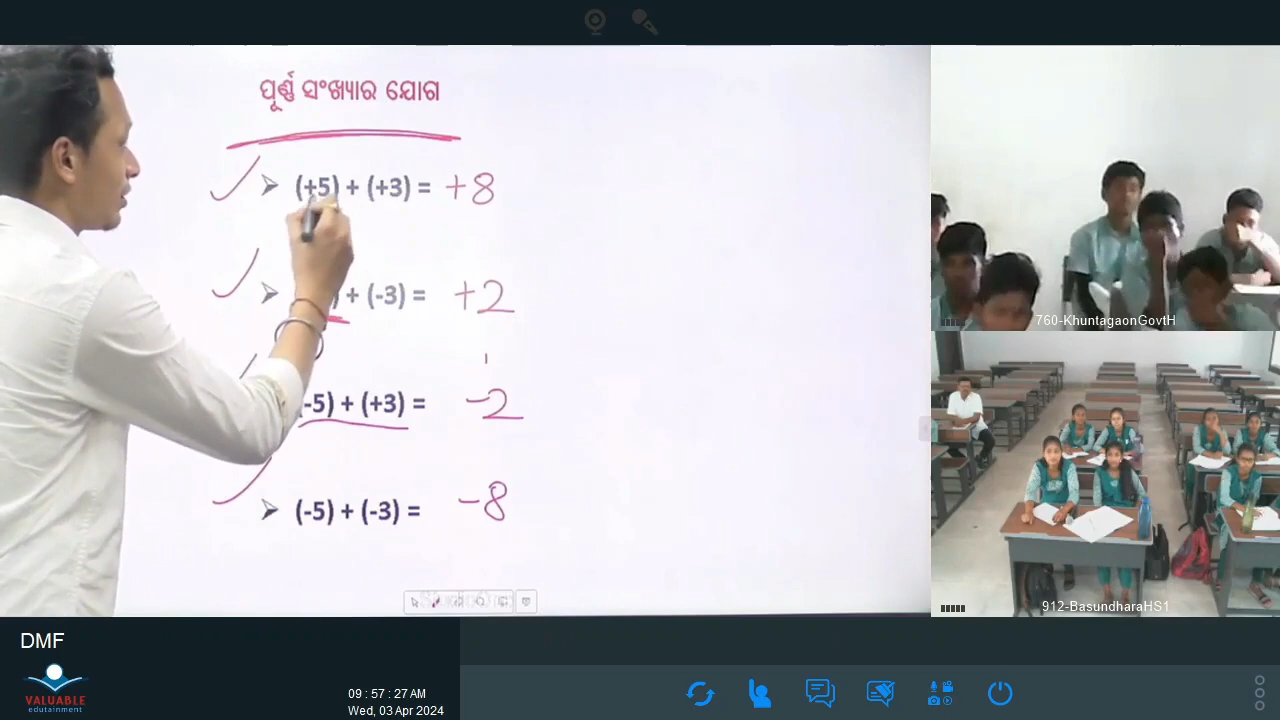 ପୂର୍ଣ୍ଣ ସଂଖ୍ୟାର ଯୋଗ
(+5) + (+3) = +8
+ (-3) = +2
(-5) + (+3) = -2
(-5) + (-3) = -8
760-KhuntagaonGovtH
912-BasundharaHS1
DMF
VALUABLE
edutainment
09 : 57 : 27 AM
Wed, 03 Apr 2024